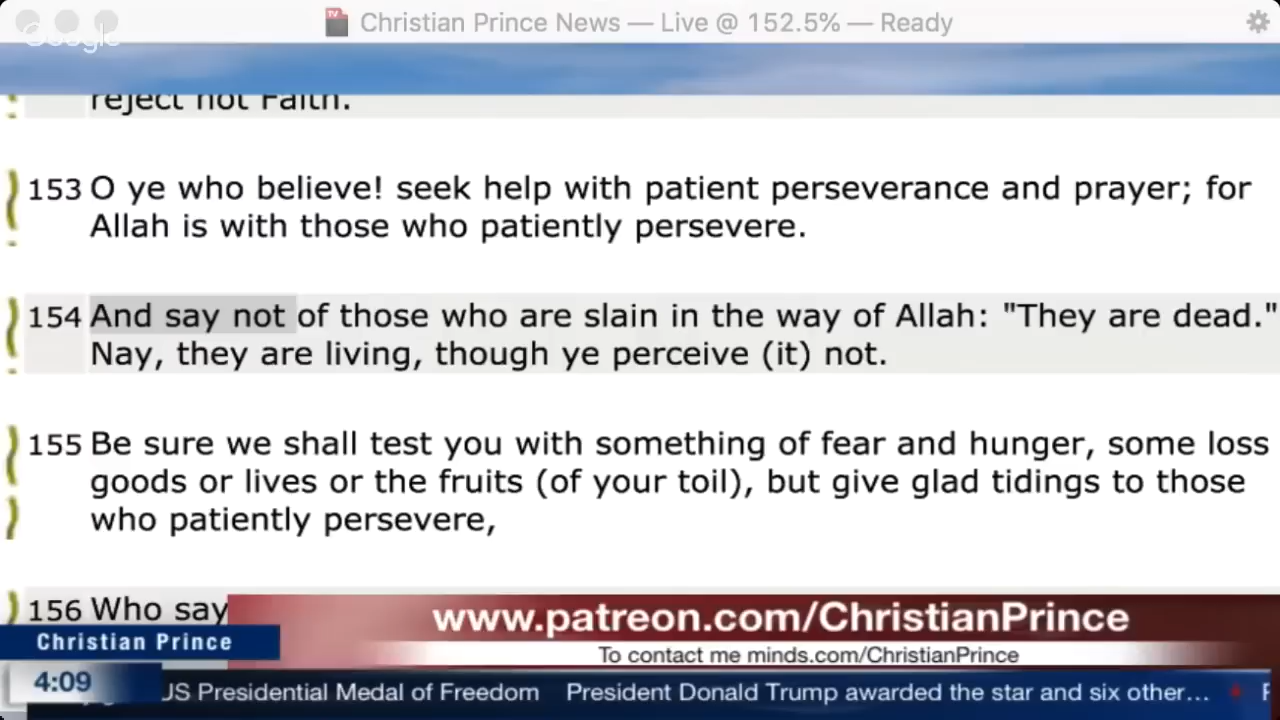 Christian Prince News — Live @ 152.5% — Ready
Google
reject not Faith.
153 O ye who believe! seek help with patient perseverance and prayer; for
Allah is with those who patiently persevere.
154 And say not of those who are slain in the way of Allah: "They are dead."
Nay, they are living, though ye perceive (it) not.
155 Be sure we shall test you with something of fear and hunger, some loss
goods or lives or the fruits (of your toil), but give glad tidings to those
who patiently persevere,
156 Who say
www.patreon.com/ChristianPrince
Christian Prince
To contact me minds.com/ChristianPrince
4:09
US Presidential Medal of Freedom President Donald Trump awarded the star and six other...